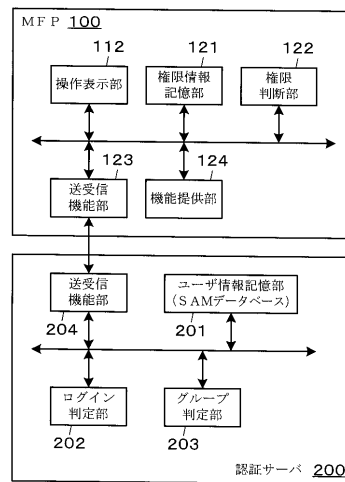 MFP 100
112
操作表示部
121
権限情報
記憶部
122
権限
判断部
123
送受信
機能部
124
機能提供部
送受信
機能部
204
ユーザ情報記憶部
(SAMデータベース)
201
ログイン
判定部
202
グループ
判定部
203
認証サーバ 200